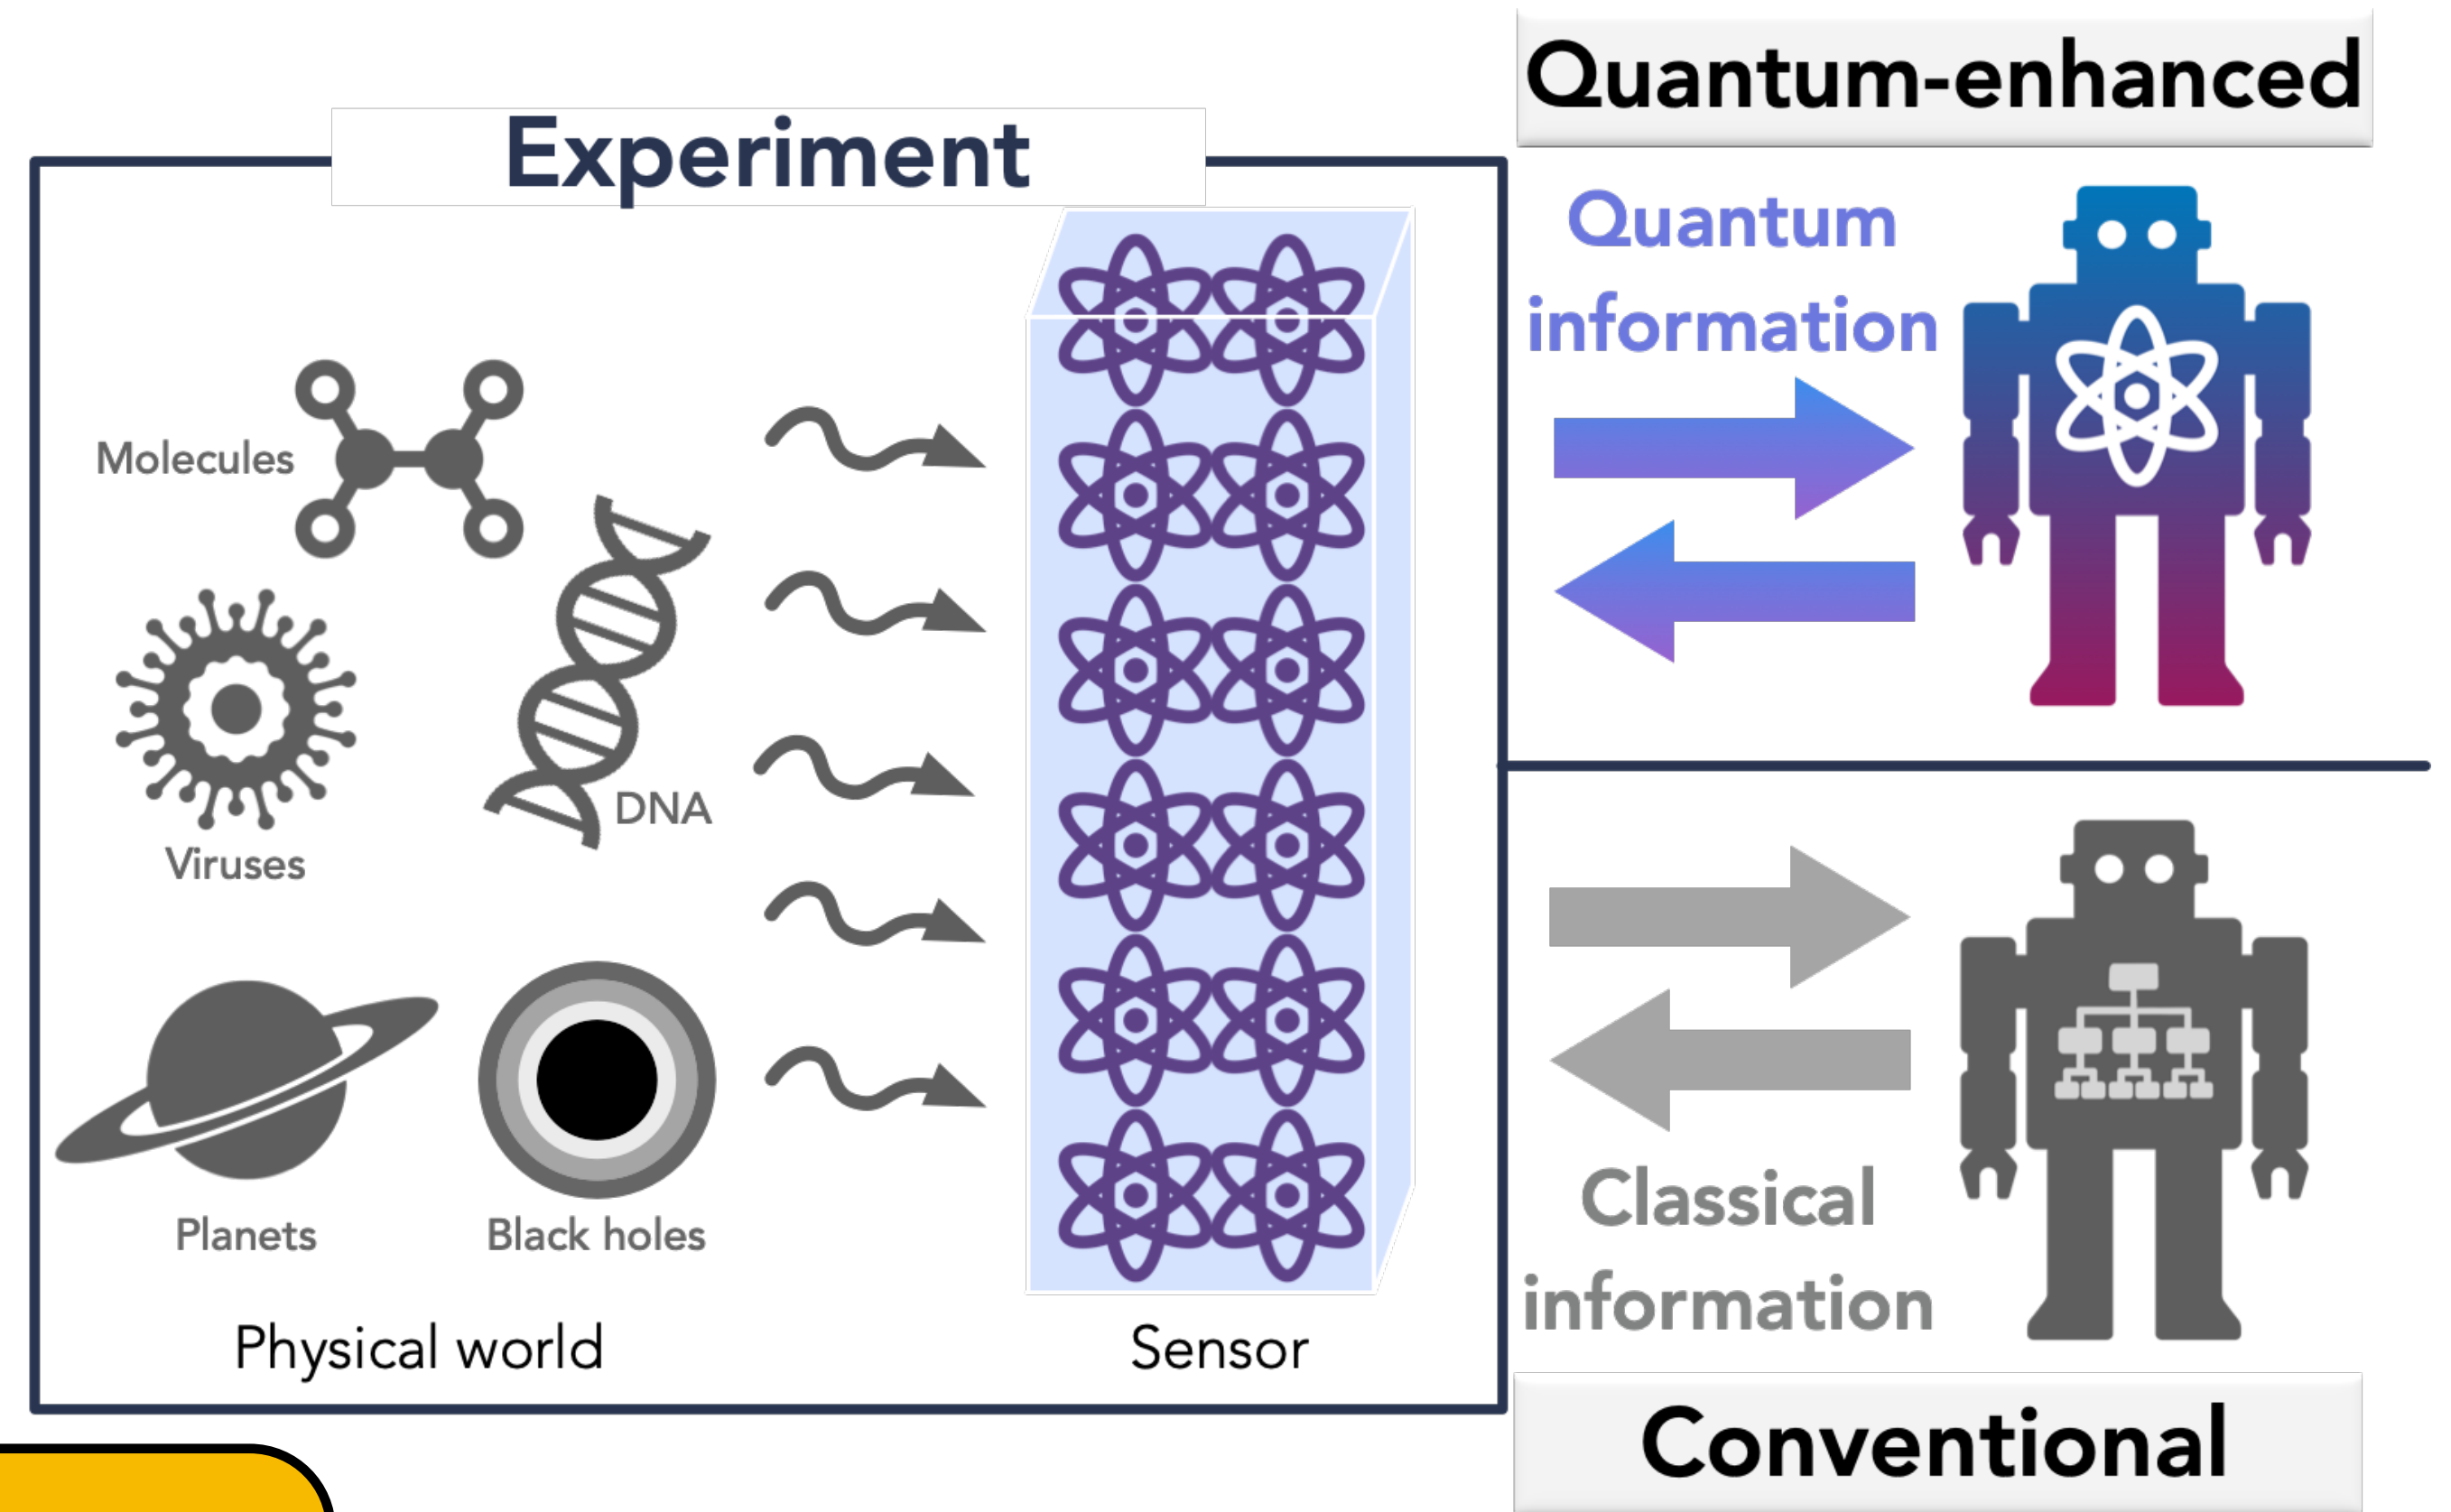 Quantum-enhanced
Experiment
Quantum
information
Molecules
DNA
Viruses
Planets
Black holes
Physical world
Sensor
Classical
information
Conventional